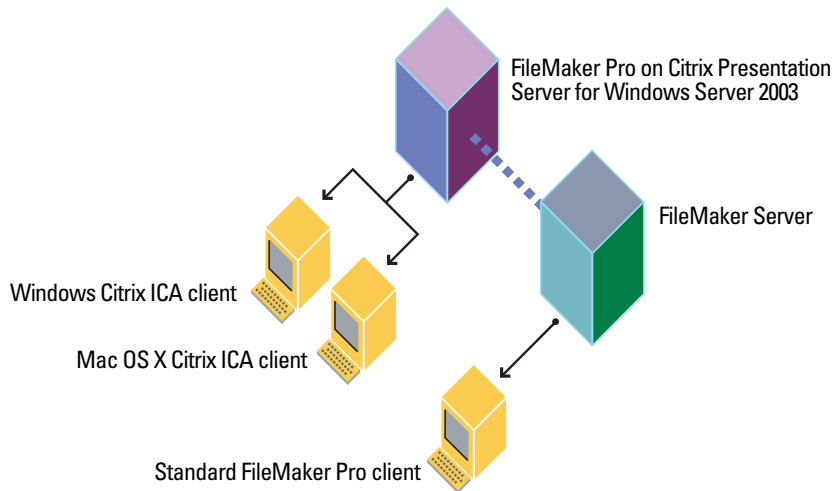 FileMaker Pro on Citrix Presentation
Server for Windows Server 2003
FileMaker Server
Windows Citrix ICA client
Mac OS X Citrix ICA client
Standard FileMaker Pro client